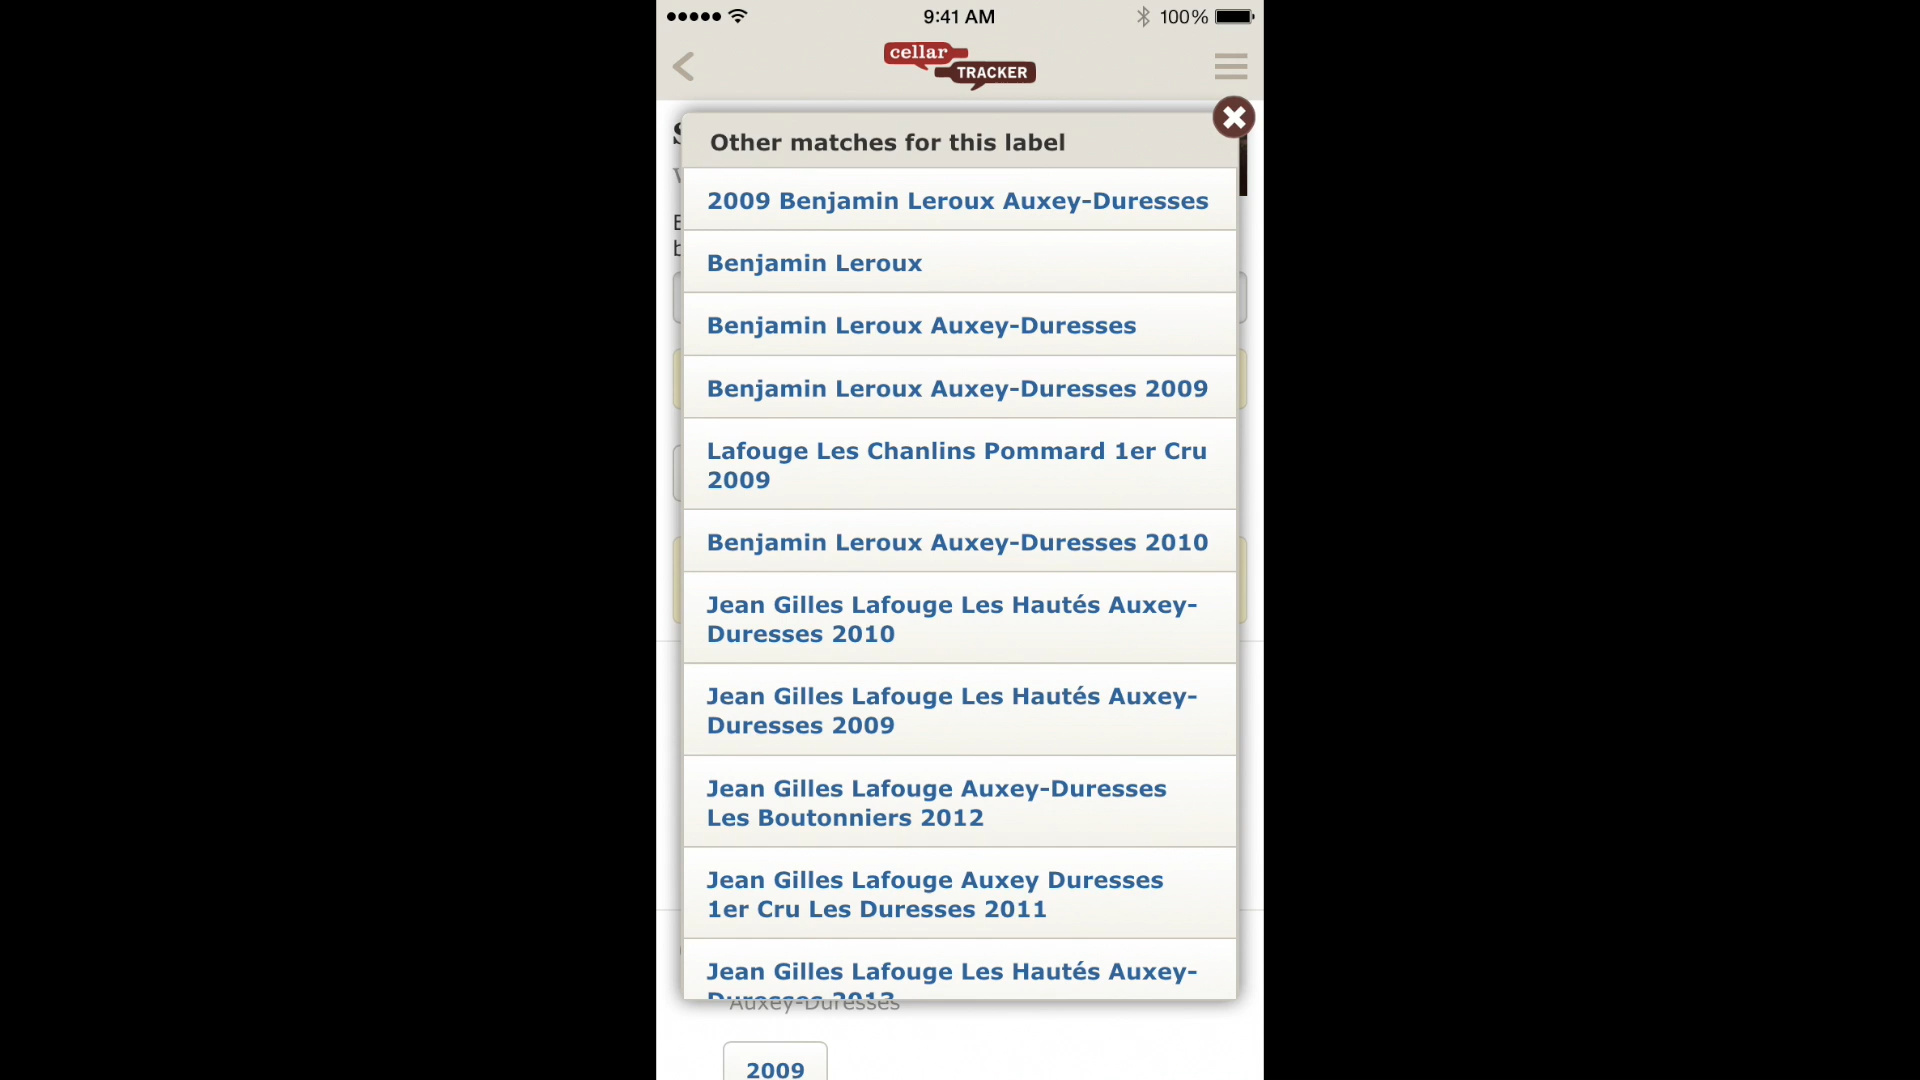 9:41 AM
100%
cellar
TRACKER
Other matches for this label
2009 Benjamin Leroux Auxey-Duresses
Benjamin Leroux
Benjamin Leroux Auxey-Duresses
Benjamin Leroux Auxey-Duresses 2009
Lafouge Les Chanlins Pommard 1er Cru
2009
Benjamin Leroux Auxey-Duresses 2010
Jean Gilles Lafouge Les Hautés Auxey-
Duresses 2010
Jean Gilles Lafouge Les Hautés Auxey-
Duresses 2009
Jean Gilles Lafouge Auxey-Duresses
Les Boutonniers 2012
Jean Gilles Lafouge Auxey Duresses
1er Cru Les Duresses 2011
Jean Gilles Lafouge Les Hautés Auxey-
Duresses 2013
Auxey-Duresses
2009